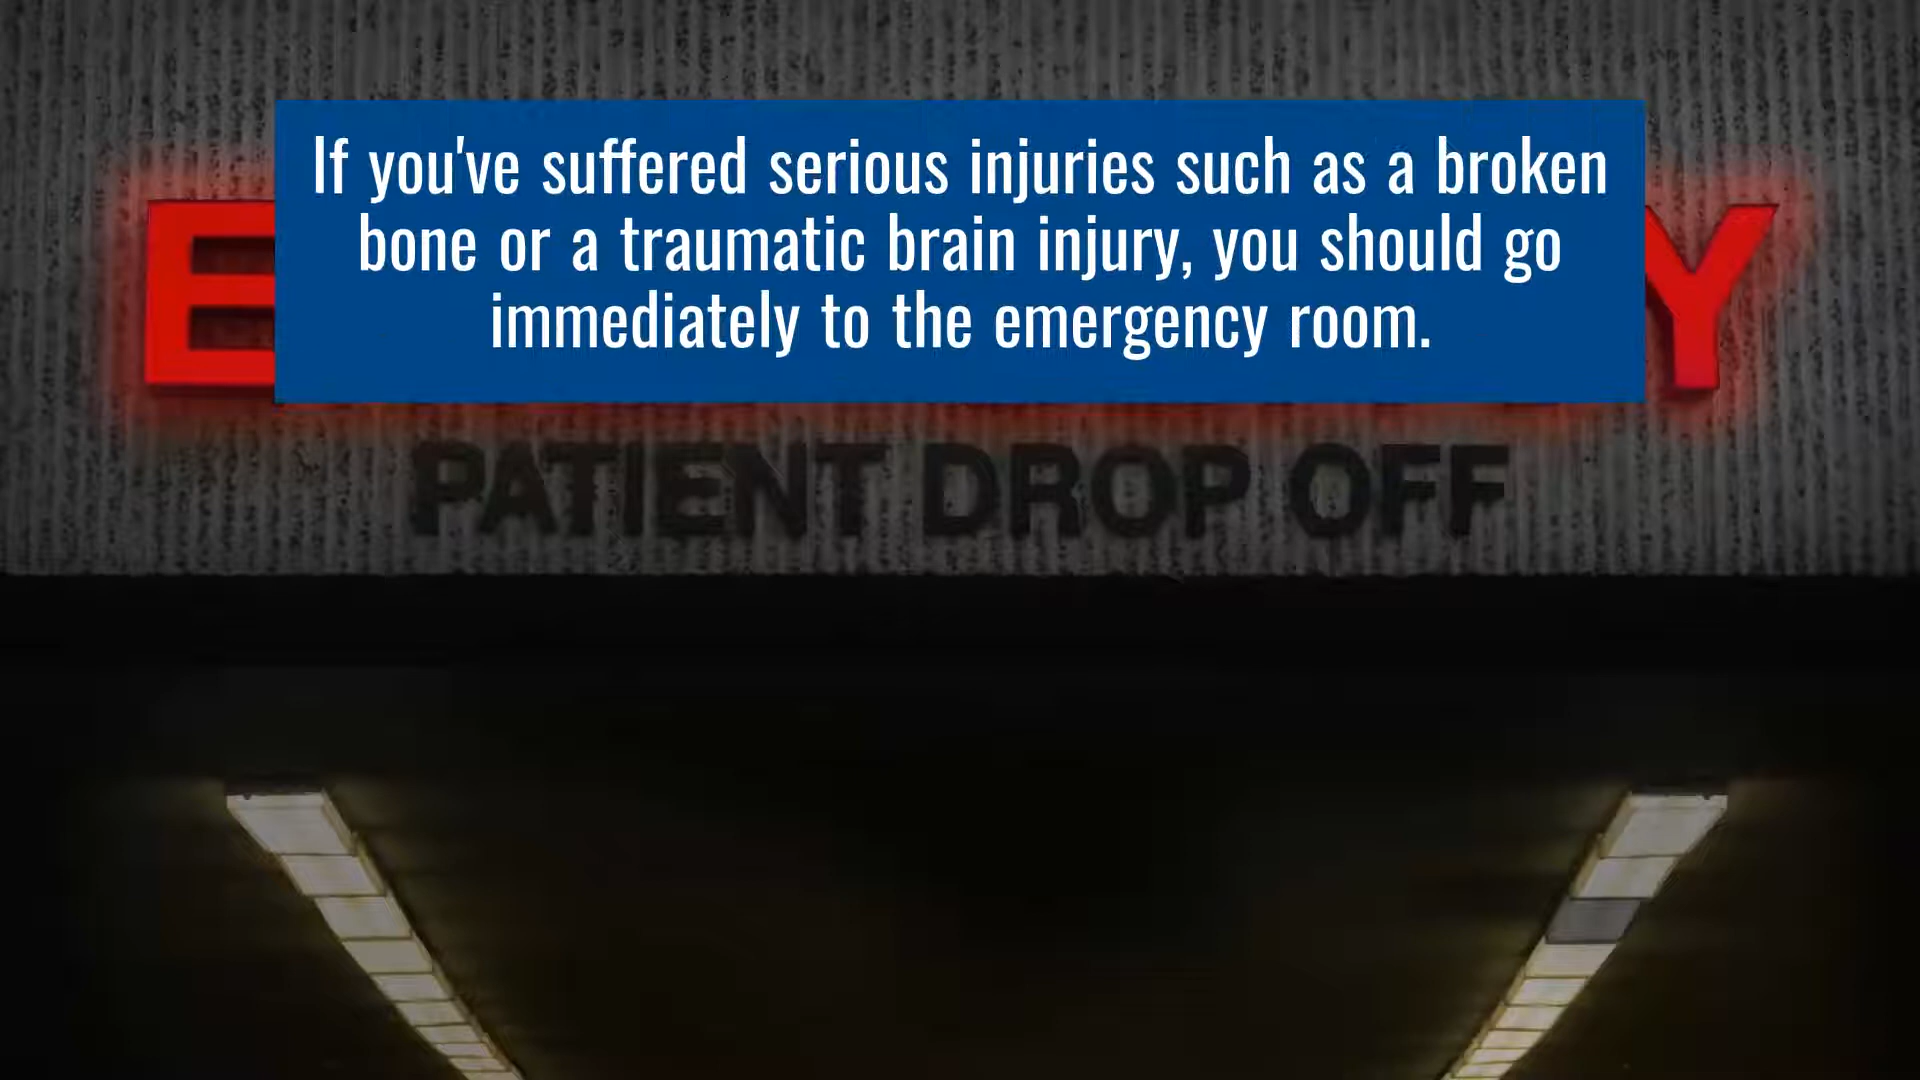 If you've suffered serious injuries such as a broken
bone or a traumatic brain injury, you should go
immediately to the emergency room.
E Y
PATIENT DROP OFF